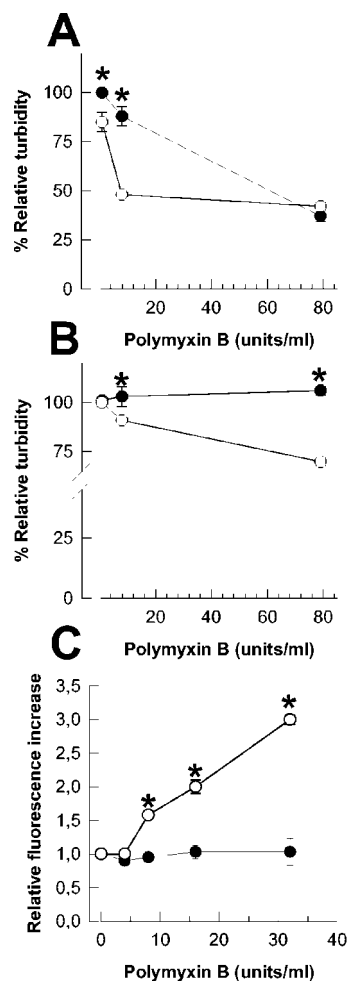 A
*
*
100
75
50
25
0
% Relative turbidity
20 40 60 80
Polymyxin B (units/ml)
B
*
*
100
75
25
0
% Relative turbidity
20 40 60 80
Polymyxin B (units/ml)
C
3,5
3,0
2,5
2,0
1,5
1,0
0,5
0,0
*
*
*
Relative fluorescence increase
0 10 20 30 40
Polymyxin B (units/ml)